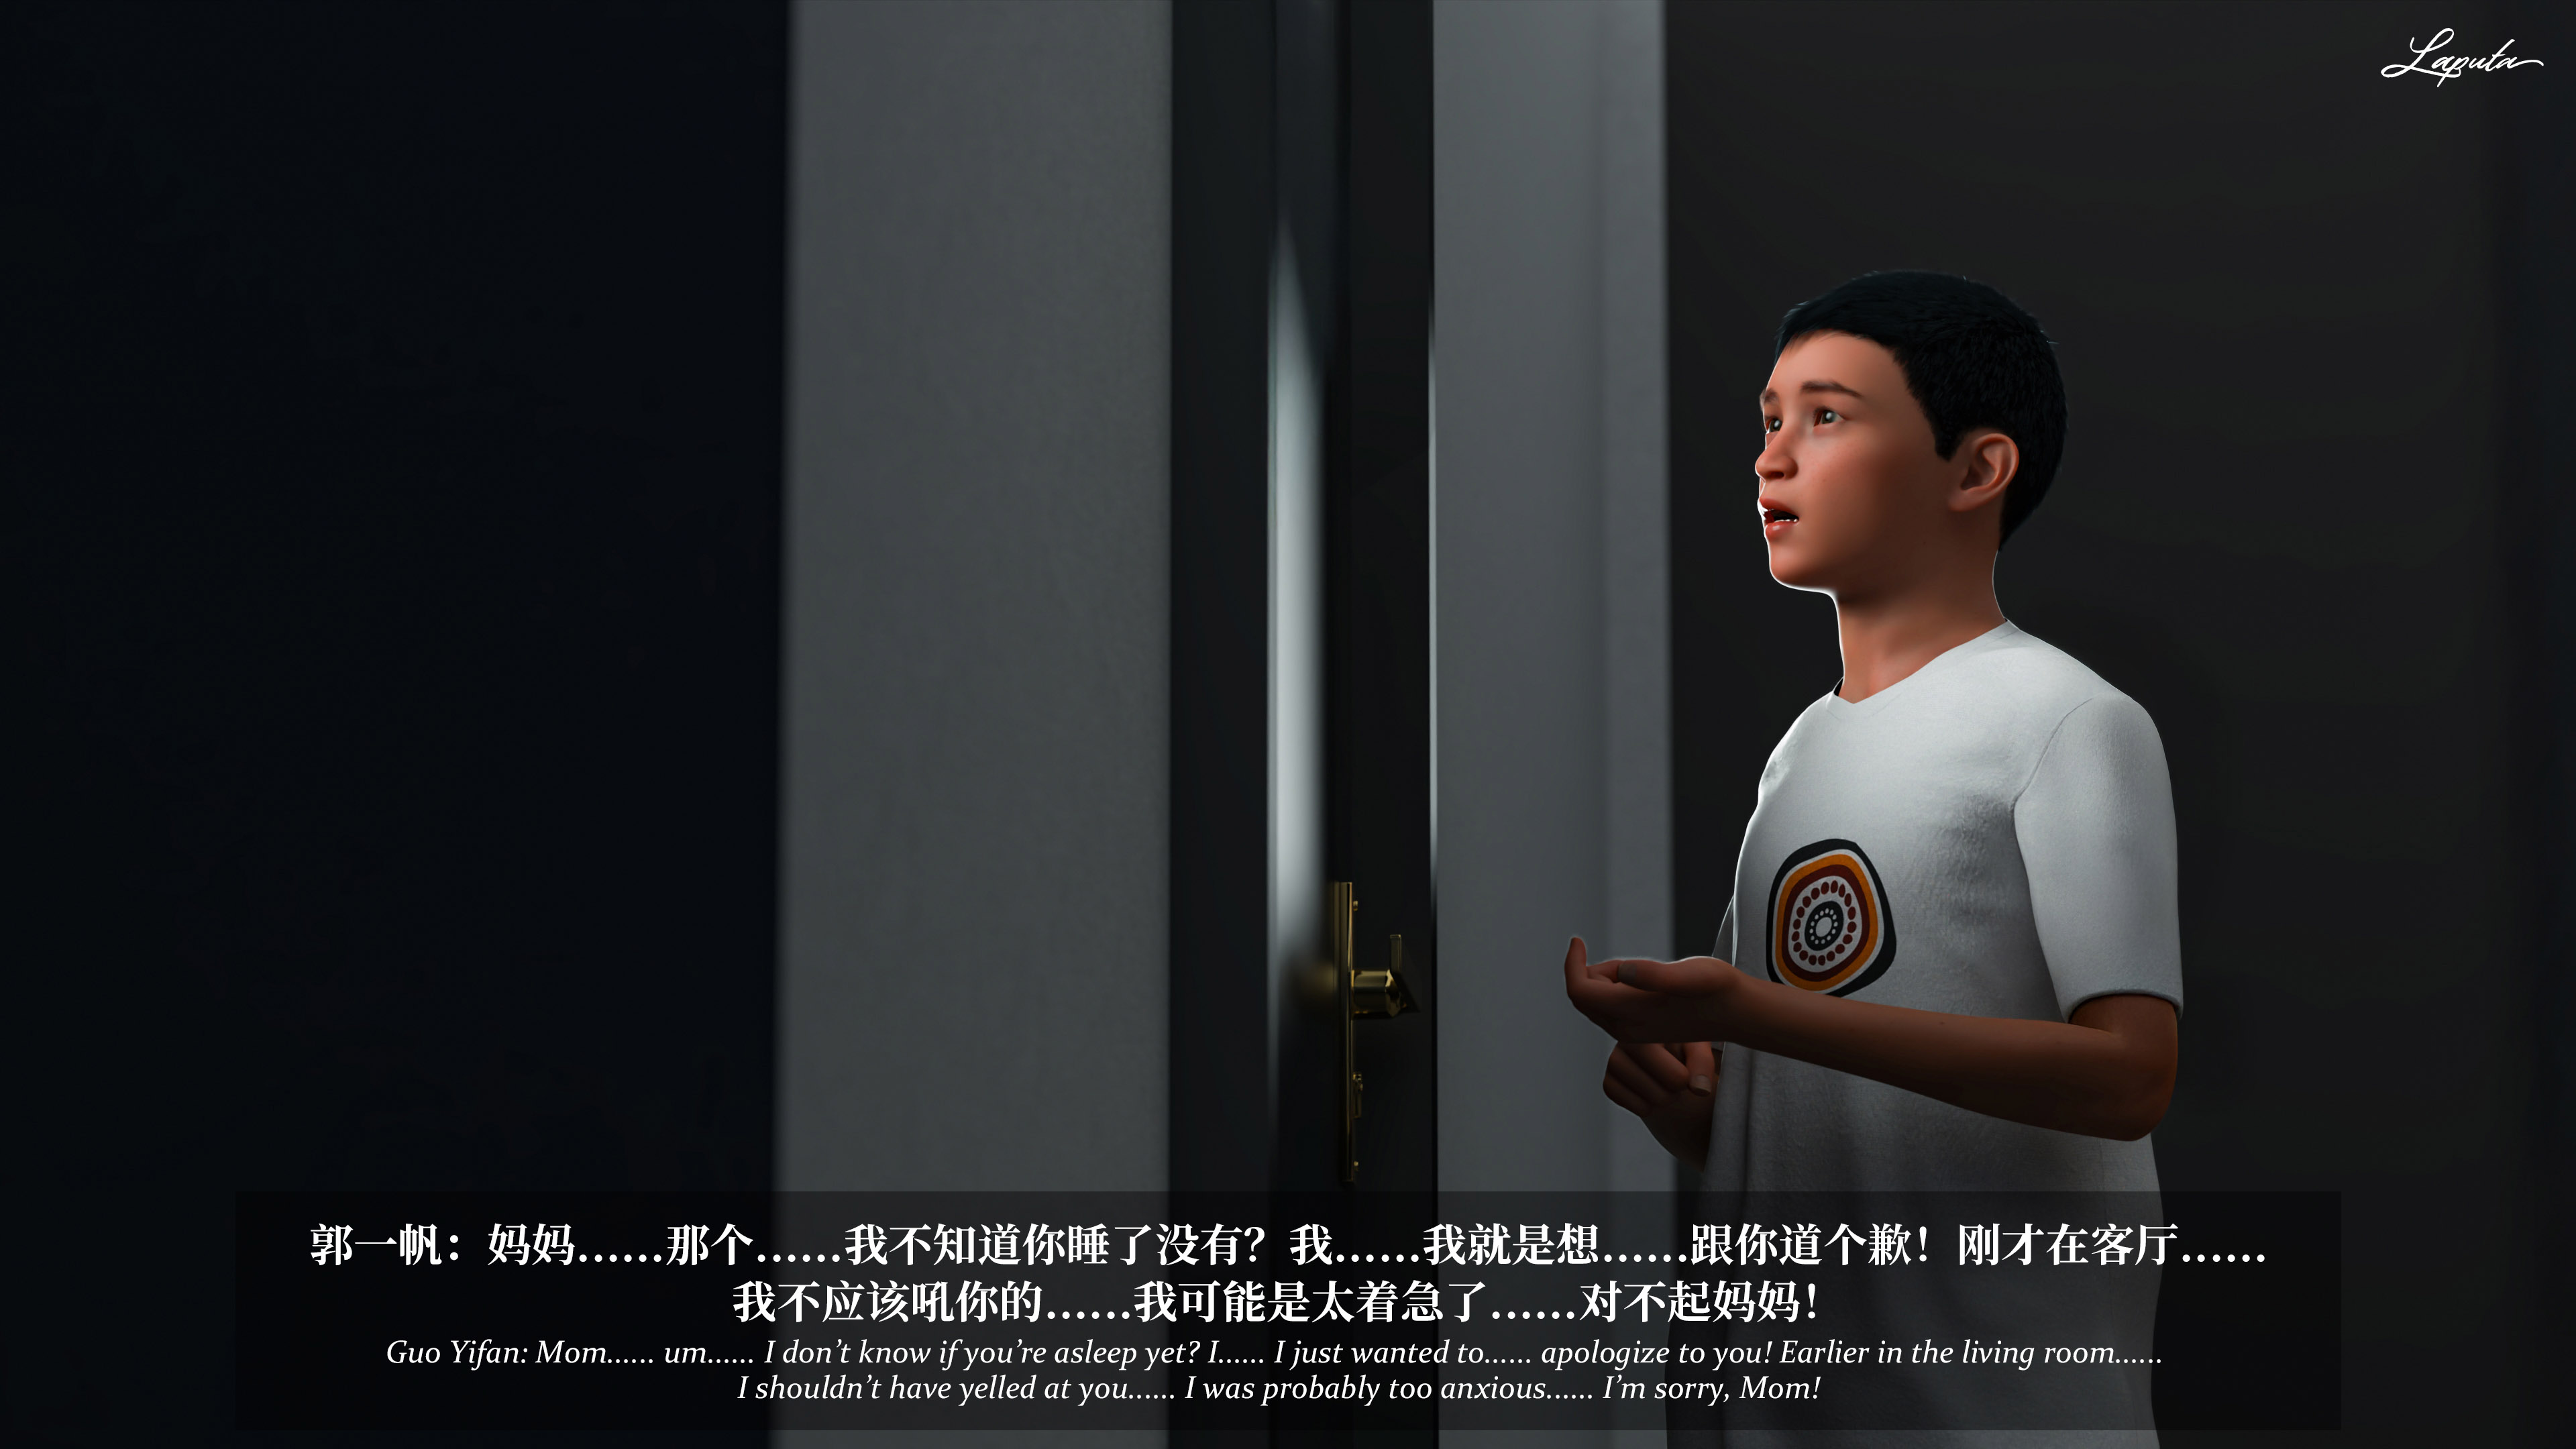 Laputa
郭一帆：妈妈……那个……我不知道你睡了没有？我……我就是想……跟你道个歉！刚才在客厅……
我不应该吼你的……我可能是太着急了……对不起妈妈！
Guo Yifan: Mom...... um...... I don’t know if you’re asleep yet? I...... I just wanted to...... apologize to you! Earlier in the living room......
I shouldn’t have yelled at you...... I was probably too anxious...... I’m sorry, Mom!